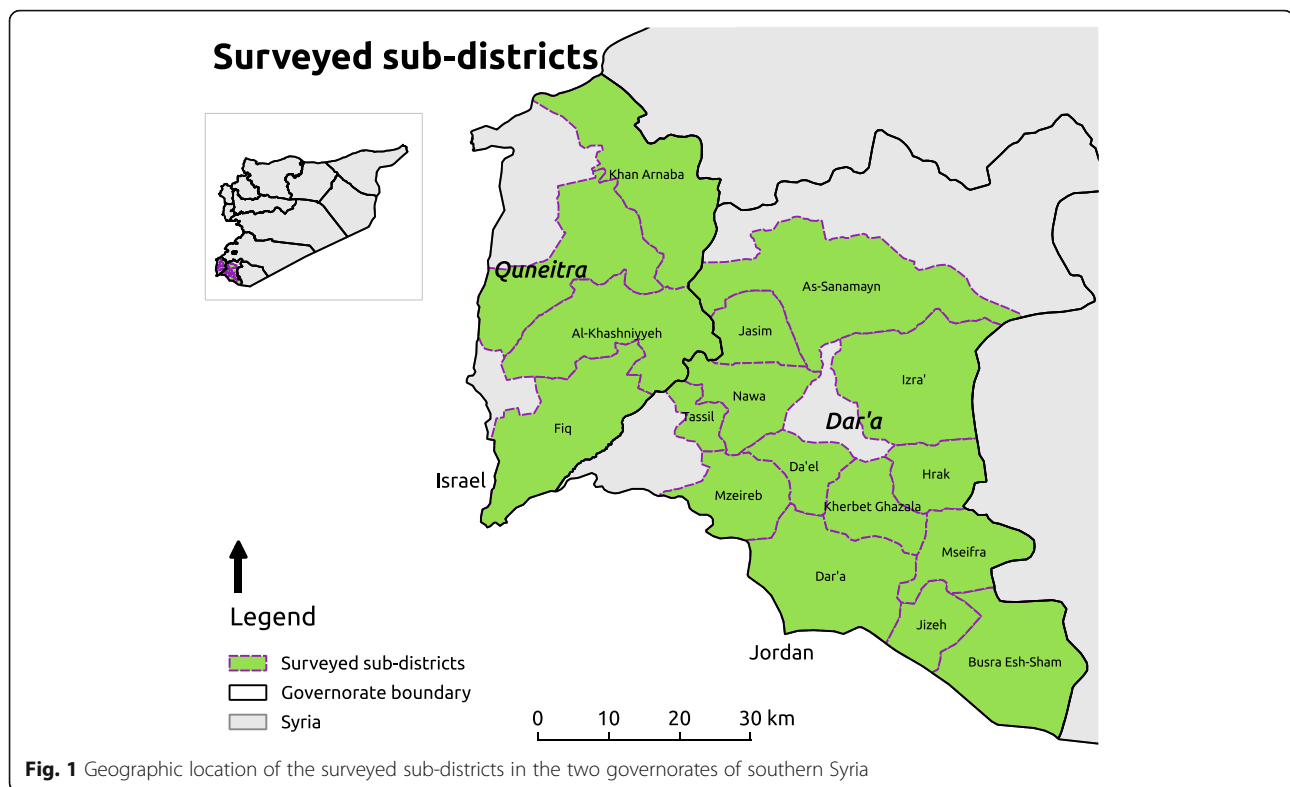 Surveyed sub-districts
Khan Arnaba
Quneitra
As-Sanamayn
Al-Khashniyyeh
Jasim
Izra'
Nawa
Tassil
Dar'a
Fiq
Da'el
Hrak
Israel
Mzeireb
Kherbet Ghazala
Mseifra
Dar'a
Jizeh
Jordan
Busra Esh-Sham
Legend
Surveyed sub-districts
Governorate boundary
Syria
0 10 20 30 km
Fig. 1 Geographic location of the surveyed sub-districts in the two governorates of southern Syria